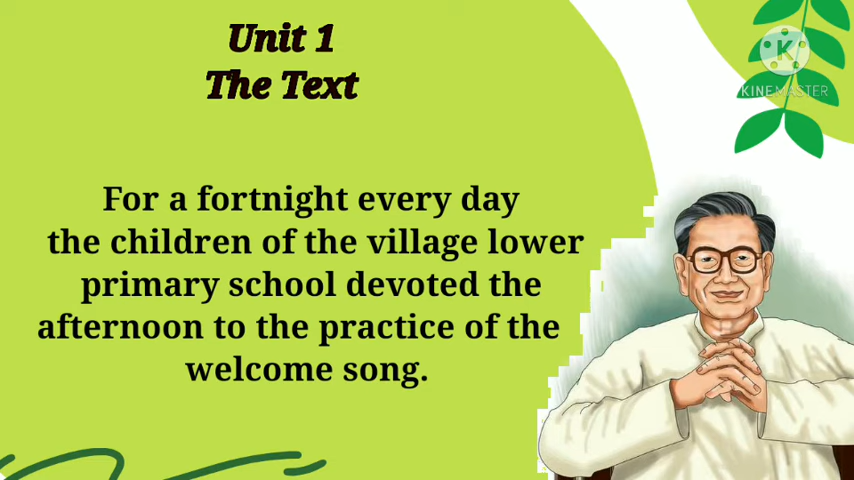 Unit 1
The Text
K
KINEMASTER
For a fortnight every day
the children of the village lower
primary school devoted the
afternoon to the practice of the
welcome song.